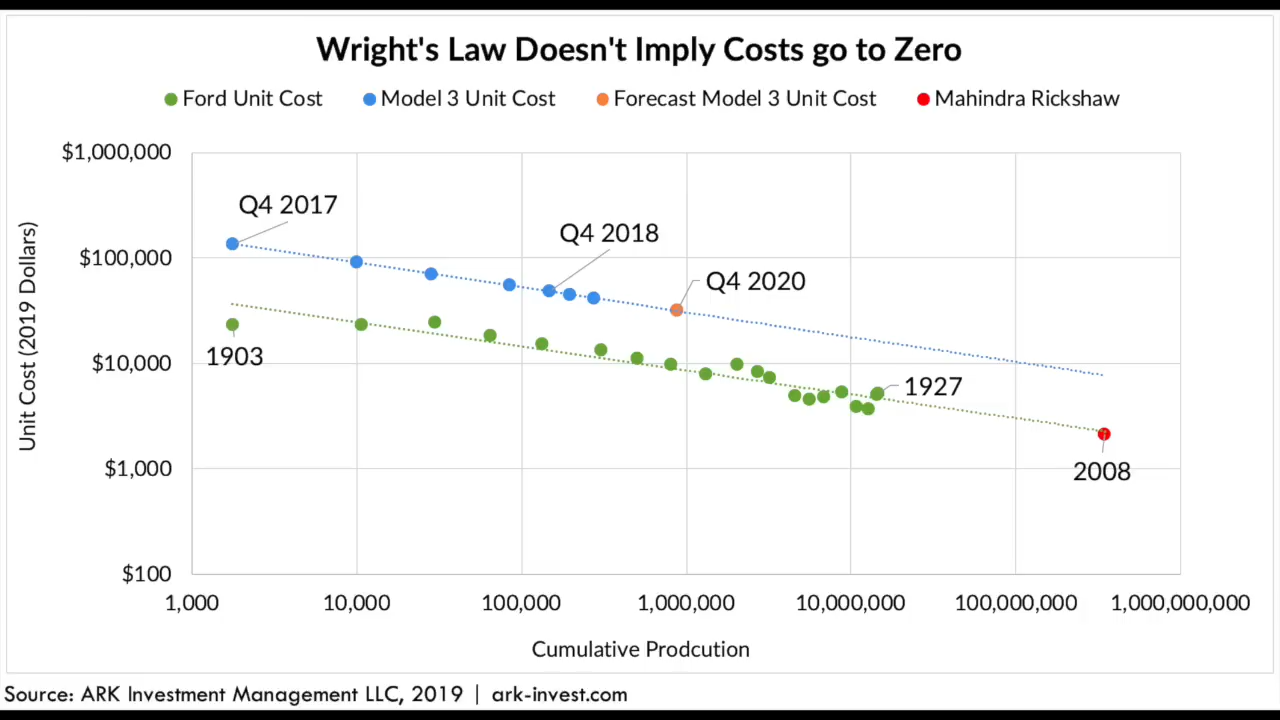 Wright's Law Doesn't Imply Costs go to Zero
Ford Unit Cost
Model 3 Unit Cost
Forecast Model 3 Unit Cost
Mahindra Rickshaw
Unit Cost (2019 Dollars)
$1,000,000
$100,000
$10,000
$1,000
$100
Q4 2017
Q4 2018
Q4 2020
1903
1927
2008
1,000
10,000
100,000
1,000,000
10,000,000
100,000,000
1,000,000,000
Cumulative Prodcution
Source: ARK Investment Management LLC, 2019 | ark-invest.com